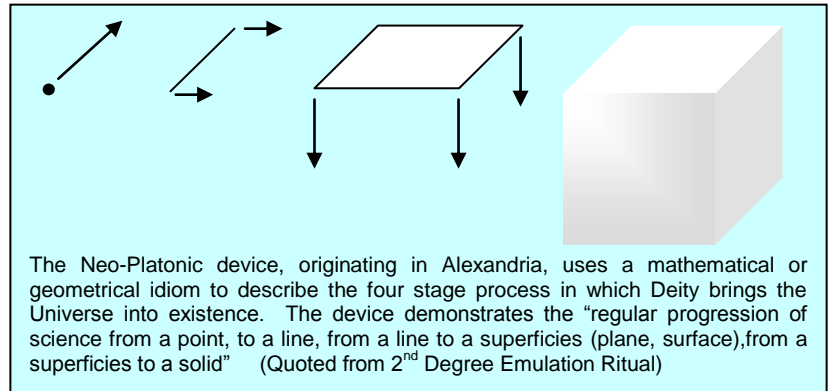 The Neo-Platonic device, originating in Alexandria, uses a mathematical or
geometrical idiom to describe the four stage process in which Deity brings the
Universe into existence. The device demonstrates the “regular progression of
science from a point, to a line, from a line to a superficies (plane, surface),from a
superficies to a solid” (Quoted from 2nd Degree Emulation Ritual)